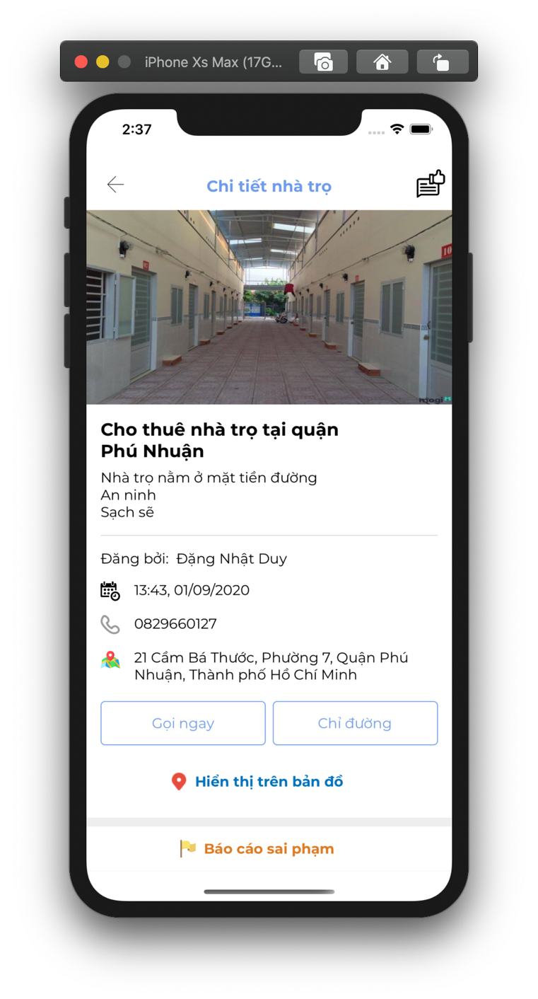 iPhone Xs Max (17G...
2:37
Chi tiết nhà trọ
10
mogi
Cho thuê nhà trọ tại quận
Phú Nhuận
Nhà trọ nằm ở mặt tiền đường
An ninh
Sạch sẽ
Đăng bởi: Đặng Nhật Duy
13:43, 01/09/2020
0829660127
21 Cầm Bá Thước, Phường 7, Quận Phú
Nhuận, Thành phố Hồ Chí Minh
Gọi ngay
Chỉ đường
Hiển thị trên bản đồ
Báo cáo sai phạm